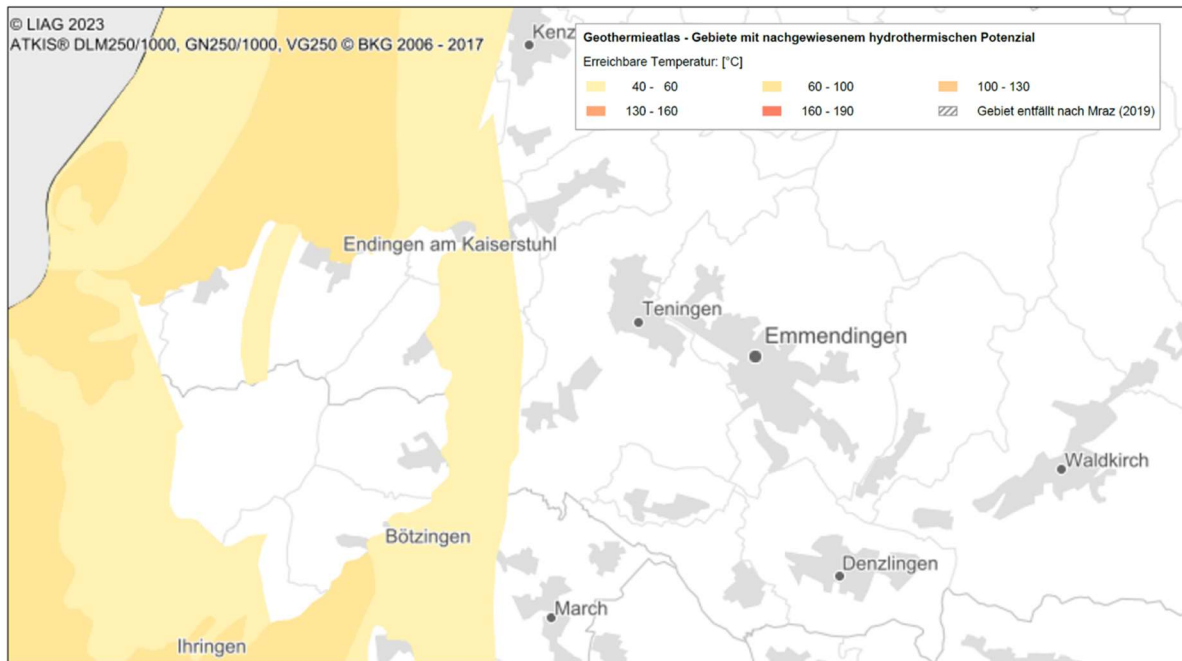 © LIAG 2023
ATKIS® DLM250/1000, GN250/1000, VG250 © BKG 2006 - 2017
Kenz
Geothermieatlas - Gebiete mit nachgewiesenem hydrothermischen Potenzial
Erreichbare Temperatur: [°C]
40 - 60
60 - 100
100 - 130
130 - 160
160 - 190
Gebiet entfällt nach Mraz (2019)
Endingen am Kaiserstuhl
Teningen
Emmendingen
Waldkirch
Bötzingen
Denzlingen
March
Ihringen